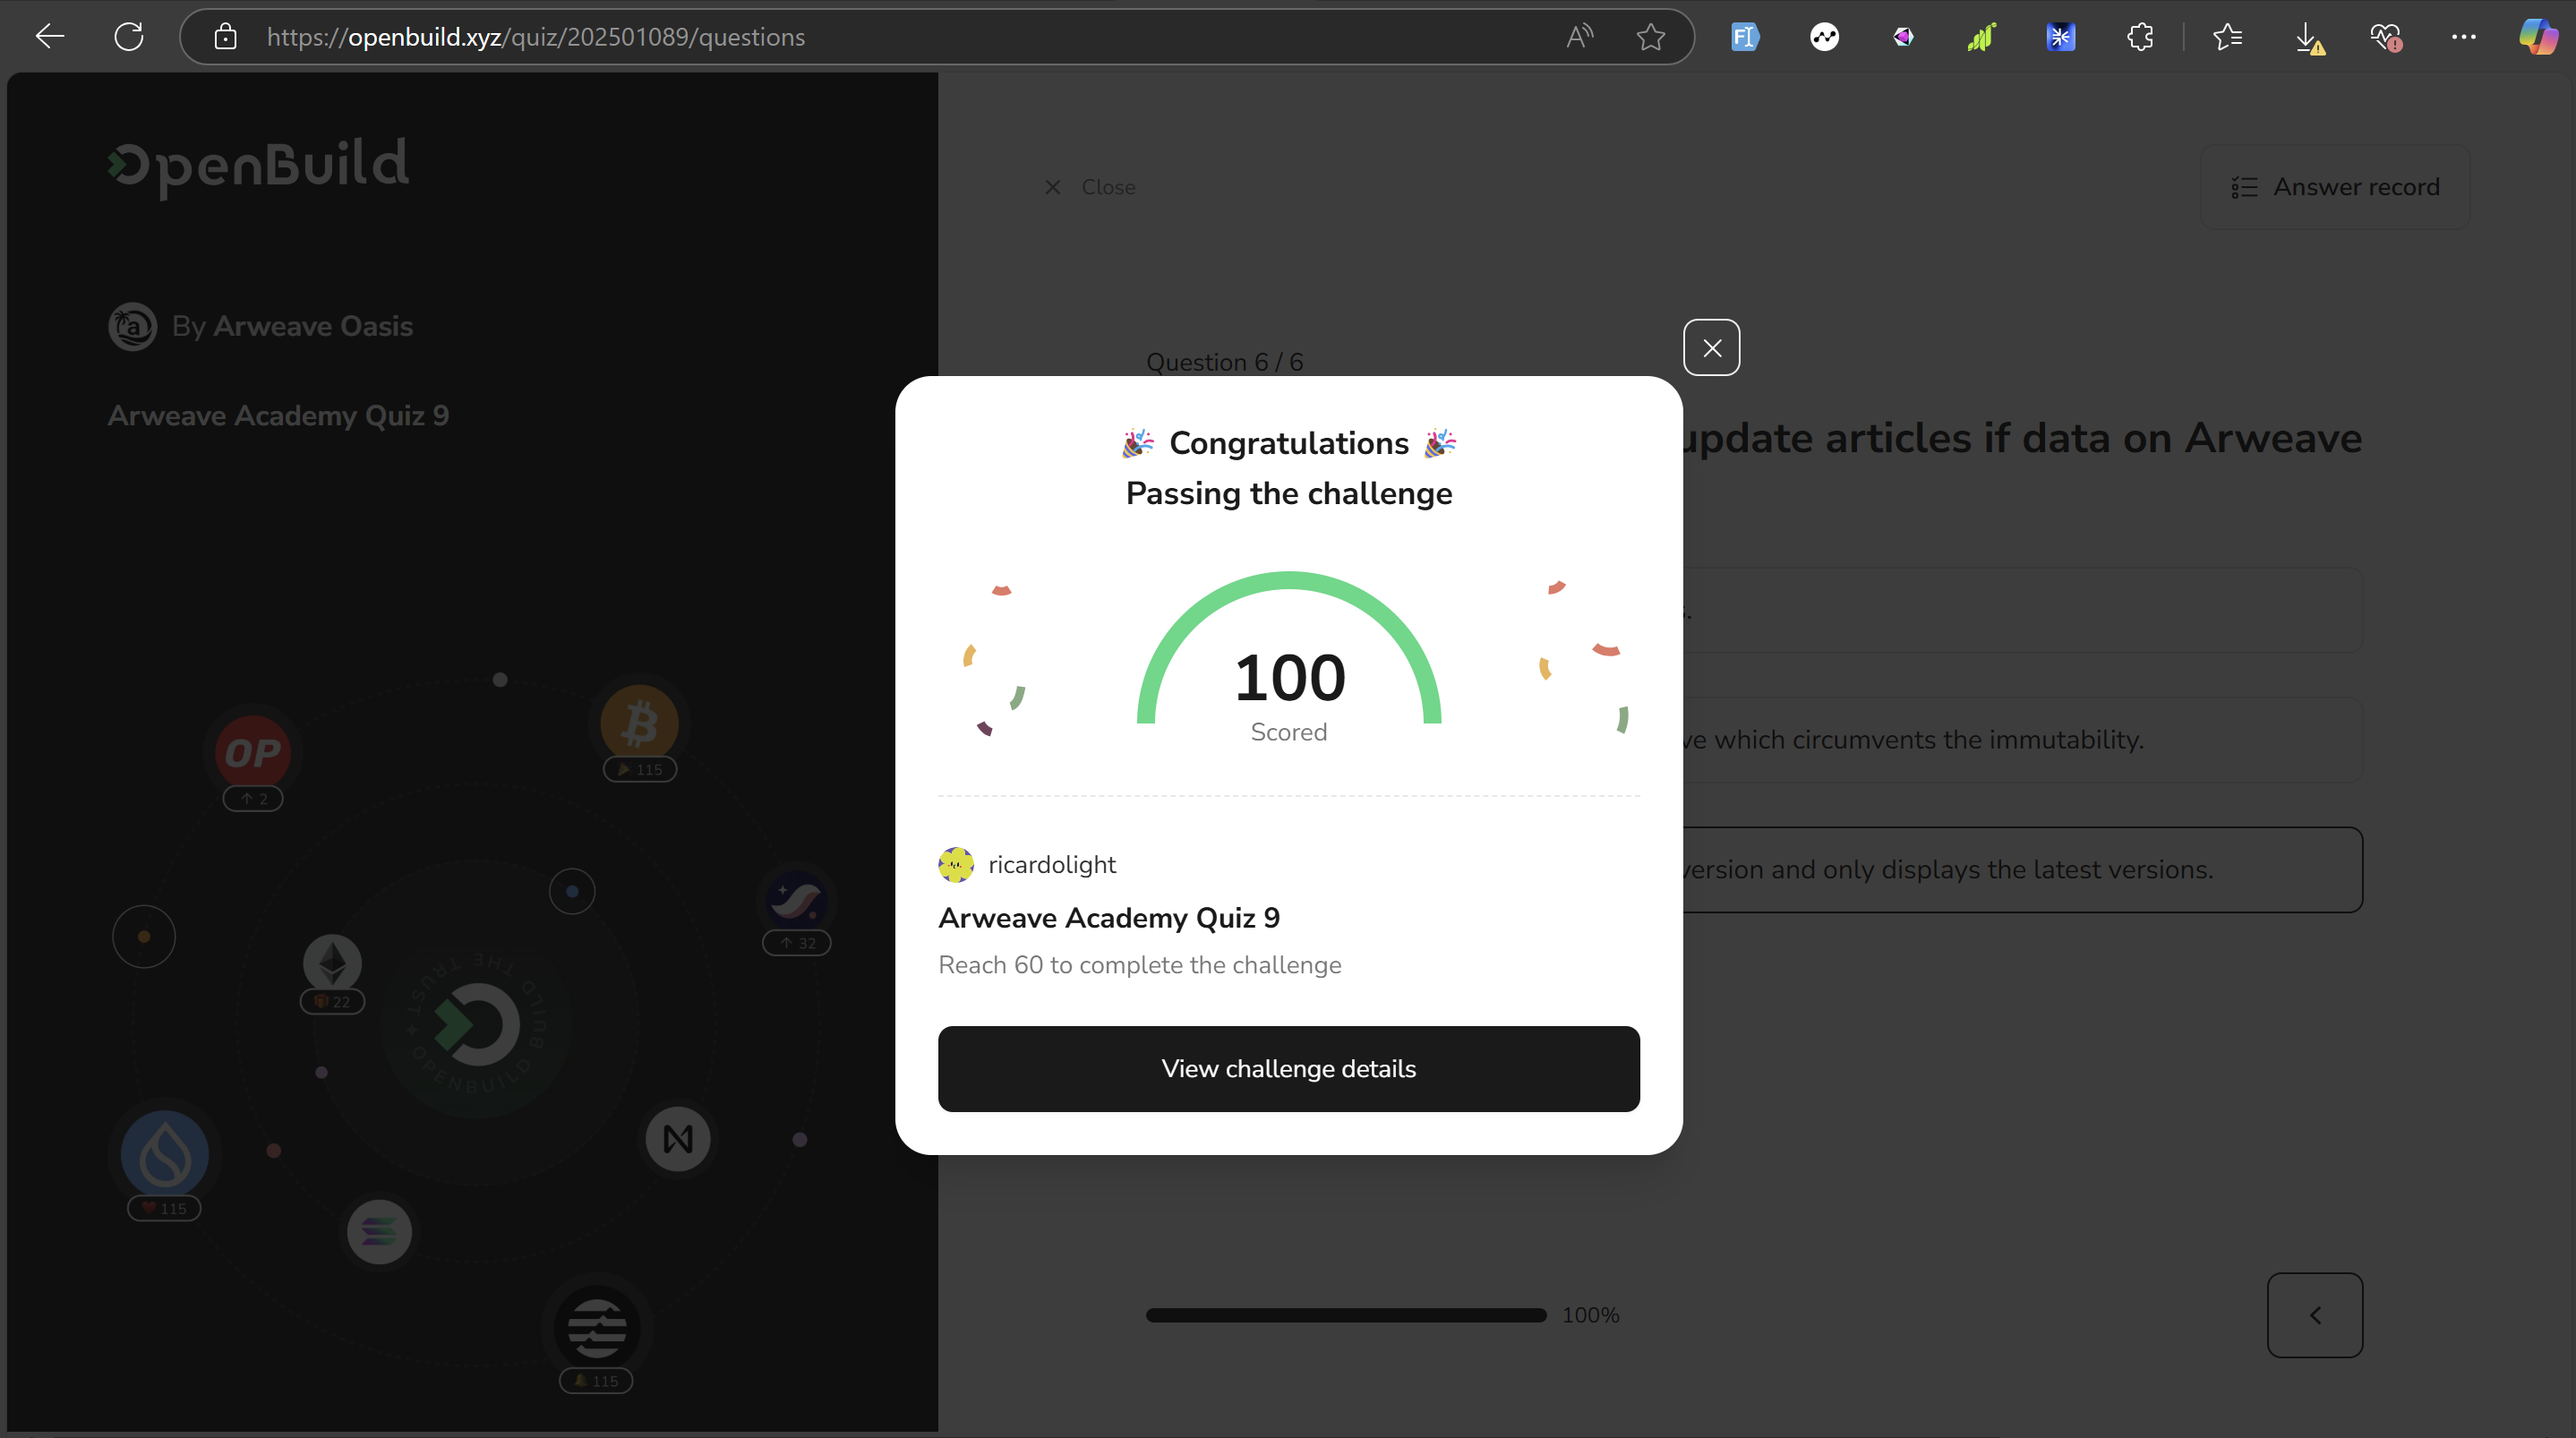 https://openbuild.xyz/quiz/202501089/questions
OpenBuild
By Arweave Oasis
Arweave Academy Quiz 9
OP
2
115
32
22
BUILD THE TRUST ✦ OPENBUILD
115
115
Close
Answer record
Question 6 / 6
update articles if data on Arweave
s.
ve which circumvents the immutability.
version and only displays the latest versions.
🎉 Congratulations 🎉
Passing the challenge
100
Scored
ricardolight
Arweave Academy Quiz 9
Reach 60 to complete the challenge
View challenge details
100%